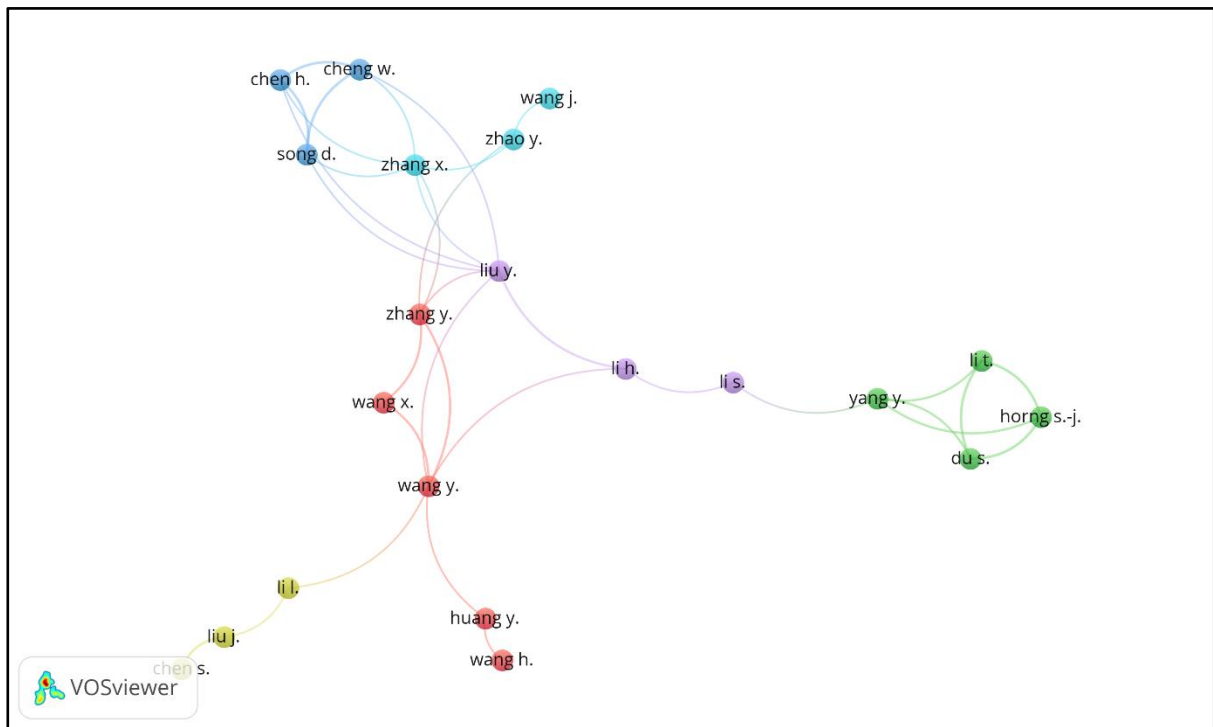 cheng w.
chen h.
wang j.
zhao y.
song d.
zhang x.
liu y.
zhang y.
li t.
li h.
li s.
yang y.
wang x.
horng s.-j.
du s.
wang y.
li l.
huang y.
liu j.
wang h.
chen s.
VOSviewer